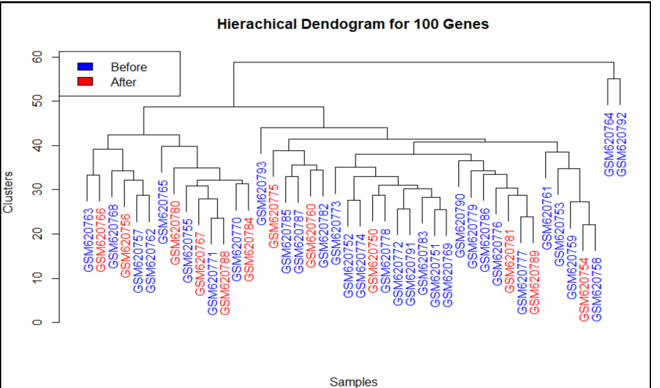 Hierachical Dendogram for 100 Genes
Before
After
Clusters
60
50
40
30
20
10
0
GSM620763
GSM620766
GSM620768
GSM620756
GSM620757
GSM620762
GSM620765
GSM620780
GSM620755
GSM620767
GSM620771
GSM620788
GSM620770
GSM620784
GSM620793
GSM620775
GSM620785
GSM620787
GSM620760
GSM620782
GSM620773
GSM620752
GSM620774
GSM620750
GSM620778
GSM620772
GSM620791
GSM620783
GSM620751
GSM620769
GSM620790
GSM620779
GSM620786
GSM620776
GSM620781
GSM620777
GSM620789
GSM620761
GSM620753
GSM620759
GSM620754
GSM620758
GSM620764
GSM620792
Samples